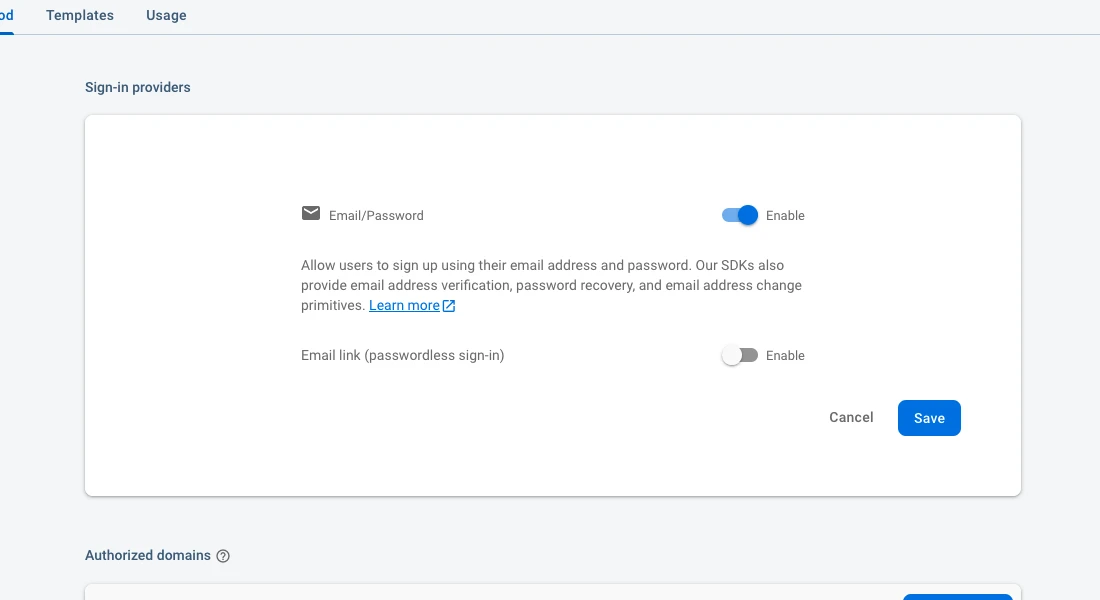 od Templates Usage
Sign-in providers
Email/Password Enable
Allow users to sign up using their email address and password. Our SDKs also
provide email address verification, password recovery, and email address change
primitives. Learn more
Email link (passwordless sign-in) Enable
Cancel Save
Authorized domains